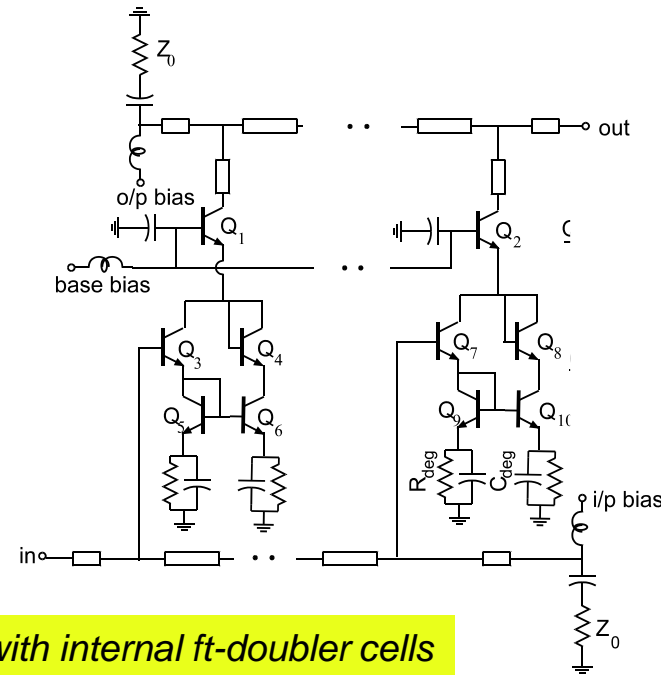 Z0
out
o/p bias
Q1
Q2
base bias
Q3
Q4
Q7
Q8
Q5
Q6
Q9
Q10
Rdeg
Cdeg
i/p bias
in
Z0
with internal ft-doubler cells